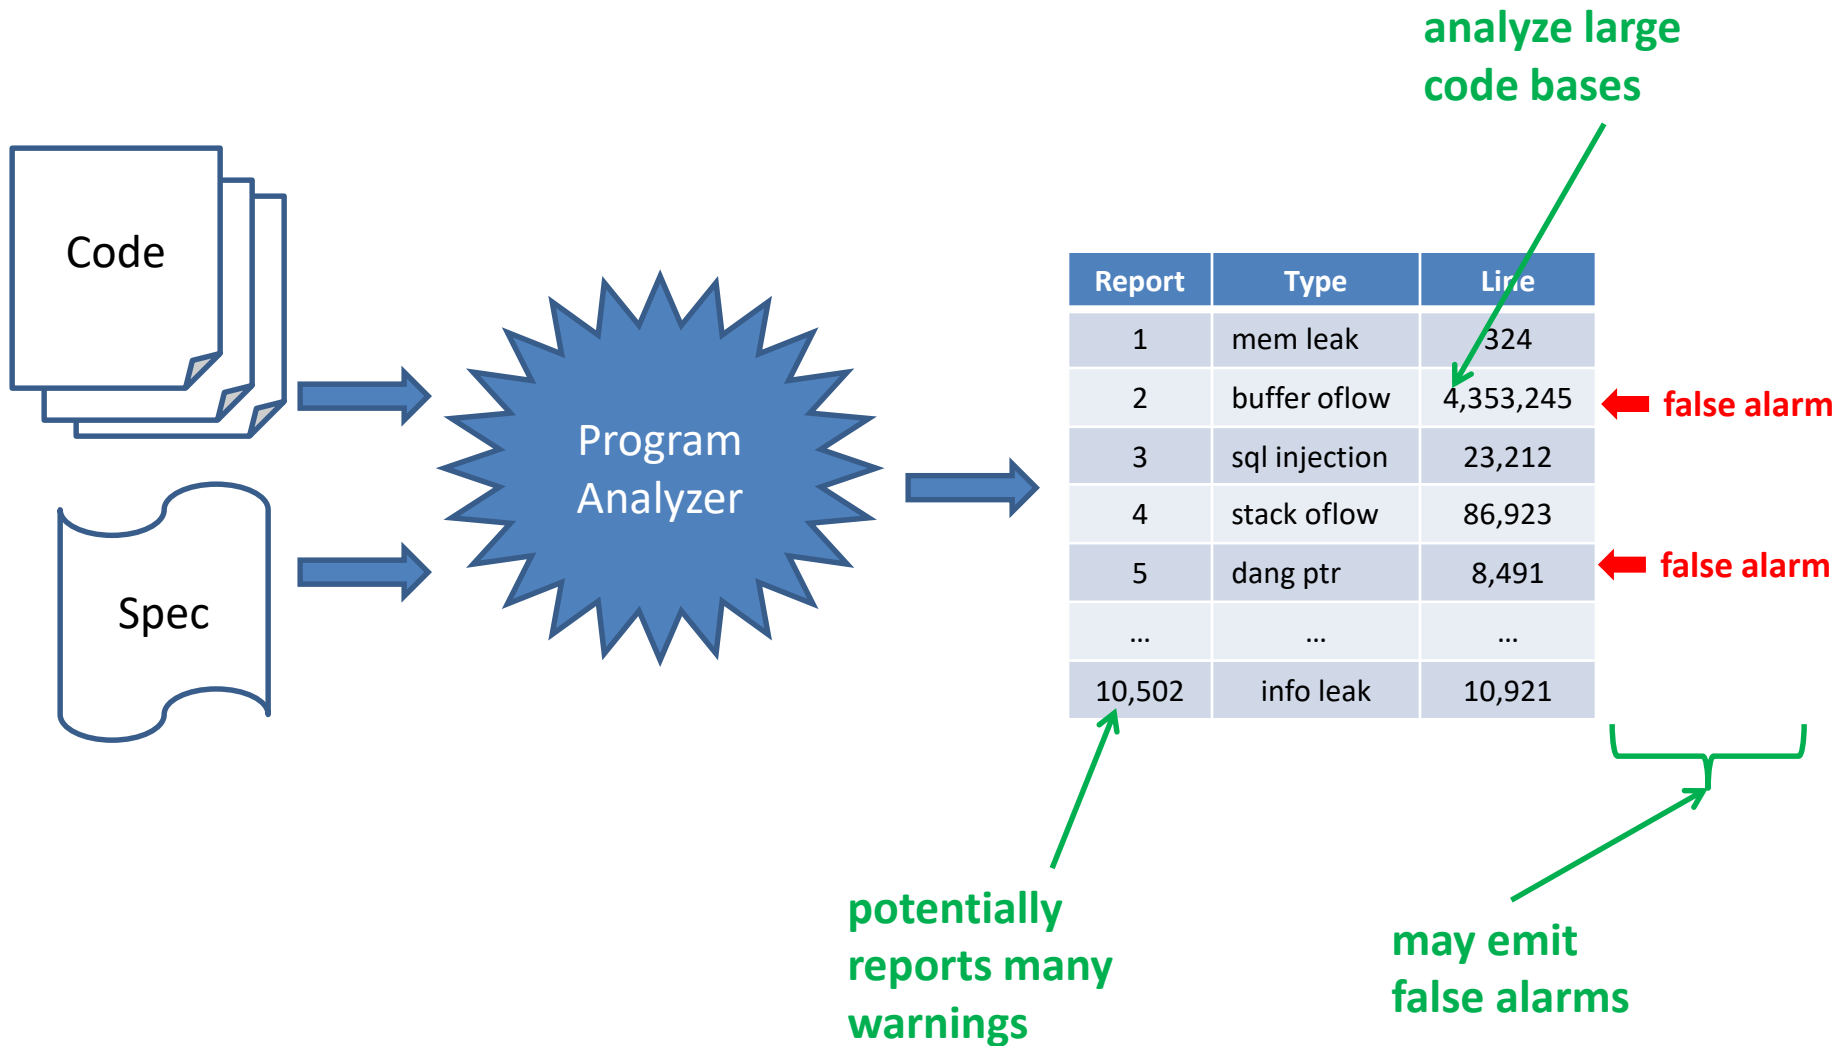 analyze large
code bases
Code
Spec
Program
Analyzer
Report Type Line
1 mem leak 324
2 buffer oflow 4,353,245
false alarm
3 sql injection 23,212
4 stack oflow 86,923
5 dang ptr 8,491
false alarm
... ... ...
10,502 info leak 10,921
potentially
reports many
warnings
may emit
false alarms